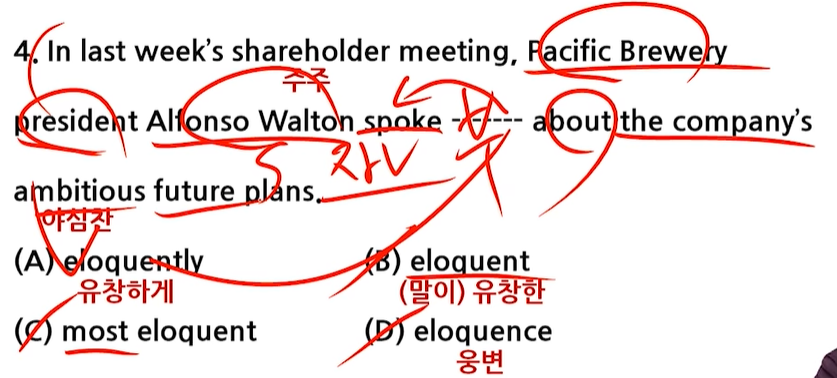 4. In last week's shareholder meeting, Pacific Brewery
주주
president Alfonso Walton spoke ------- about the company's
S 자V
ambitious future plans.
야심찬
(A) eloquently (B) eloquent
유창하게 (말이) 유창한
(C) most eloquent (D) eloquence
웅변